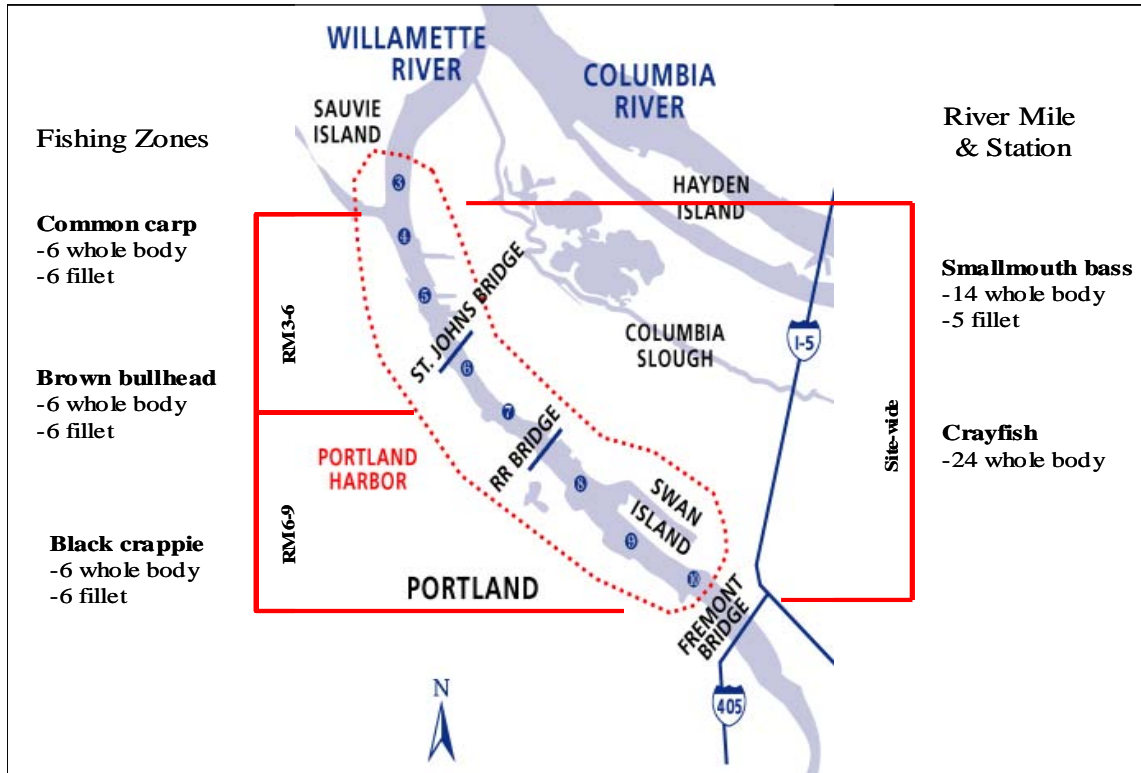 WILLAMETTE
RIVER
COLUMBIA
RIVER
SAUVIE
ISLAND
Fishing Zones
River Mile
& Station
HAYDEN
ISLAND
Common carp
-6 whole body
-6 fillet
Brown bullhead
-6 whole body
-6 fillet
Black crappie
-6 whole body
-6 fillet
RM3-6
RM6-9
3
4
5
6
7
8
9
10
ST. JOHNS BRIDGE
RR BRIDGE
COLUMBIA
SLOUGH
PORTLAND
HARBOR
SWAN
ISLAND
PORTLAND
FREMONT
BRIDGE
I-5
405
N
Site-wide
Smallmouth bass
-14 whole body
-5 fillet
Crayfish
-24 whole body